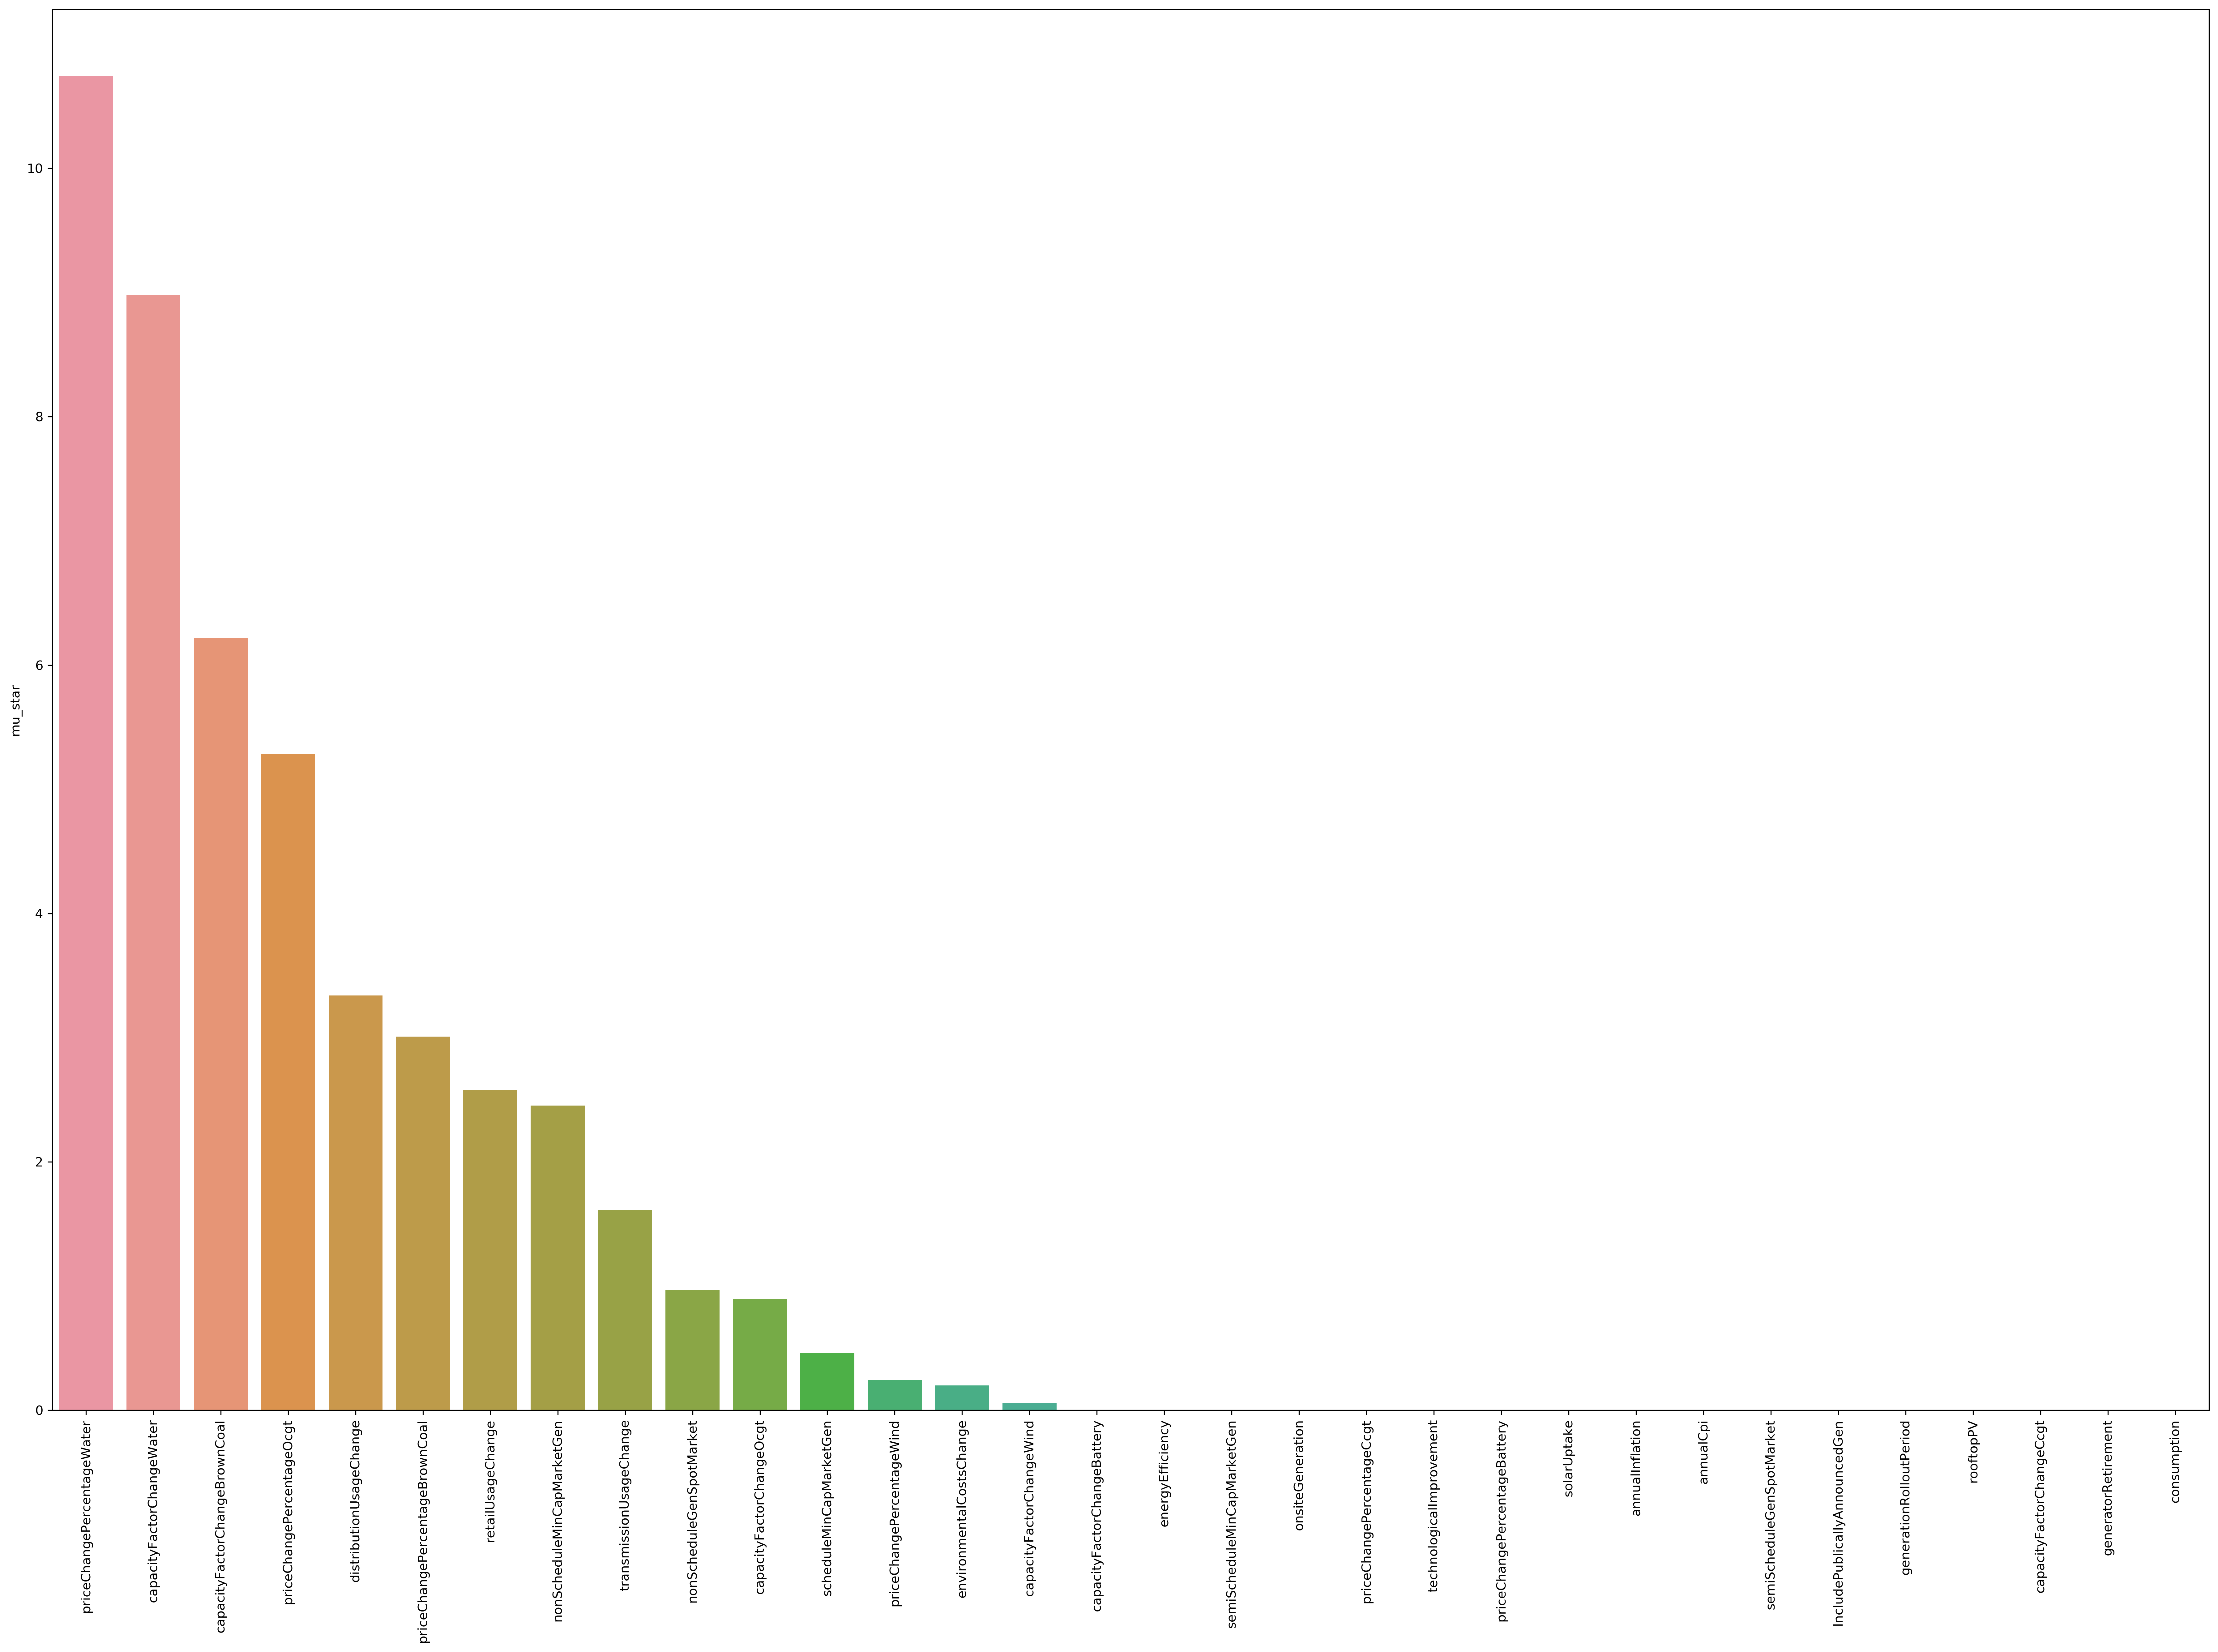 10
8
6
4
2
0
mu_star
priceChangePercentageWater
capacityFactorChangeWater
capacityFactorChangeBrownCoal
priceChangePercentageOcgt
distributionUsageChange
priceChangePercentageBrownCoal
retailUsageChange
nonScheduleMinCapMarketGen
transmissionUsageChange
nonScheduleGenSpotMarket
capacityFactorChangeOcgt
scheduleMinCapMarketGen
priceChangePercentageWind
environmentalCostsChange
capacityFactorChangeWind
capacityFactorChangeBattery
energyEfficiency
semiScheduleMinCapMarketGen
onsiteGeneration
priceChangePercentageCcgt
technologicalImprovement
priceChangePercentageBattery
solarUptake
annualInflation
annualCpi
semiScheduleGenSpotMarket
IncludePublicallyAnnouncedGen
generationRolloutPeriod
rooftopPV
capacityFactorChangeCcgt
generatorRetirement
consumption